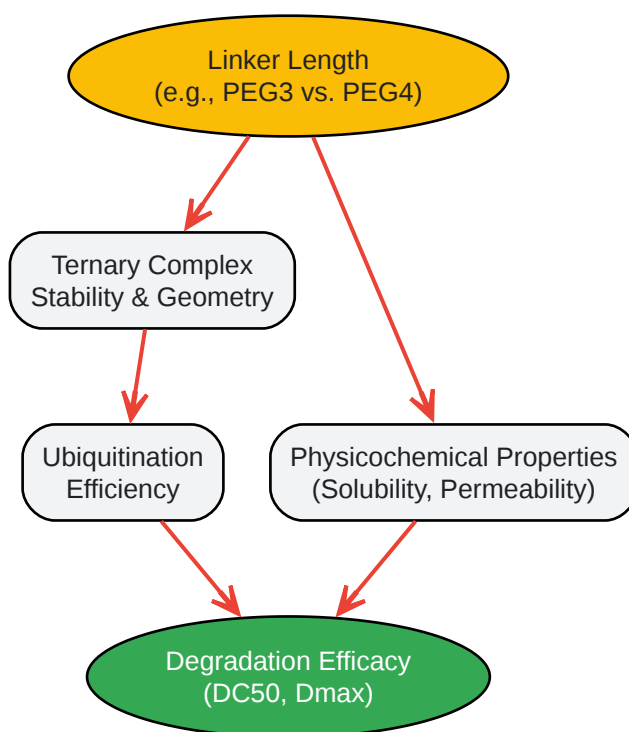 Linker Length
(e.g., PEG3 vs. PEG4)
Ternary Complex
Stability & Geometry
Ubiquitination
Efficiency
Physicochemical Properties
(Solubility, Permeability)
Degradation Efficacy
(DC50, Dmax)